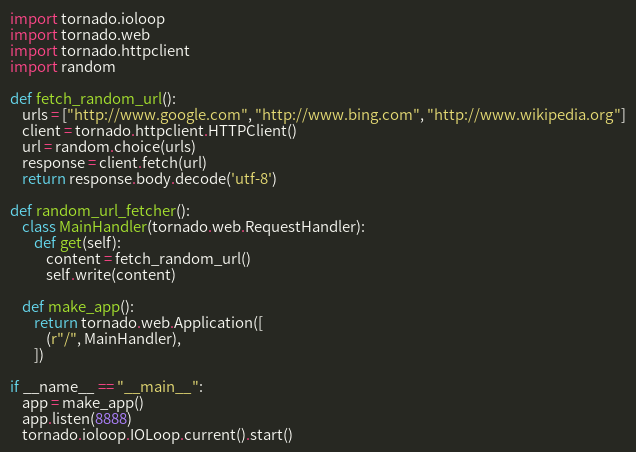 import tornado.ioloop
import tornado.web
import tornado.httpclient
import random

def fetch_random_url():
    urls = ["http://www.google.com", "http://www.bing.com", "http://www.wikipedia.org"]
    client = tornado.httpclient.HTTPClient()
    url = random.choice(urls)
    response = client.fetch(url)
    return response.body.decode('utf-8')

def random_url_fetcher():
    class MainHandler(tornado.web.RequestHandler):
        def get(self):
            content = fetch_random_url()
            self.write(content)

    def make_app():
        return tornado.web.Application([
            (r"/", MainHandler),
        ])

if __name__ == "__main__":
    app = make_app()
    app.listen(8888)
    tornado.ioloop.IOLoop.current().start()